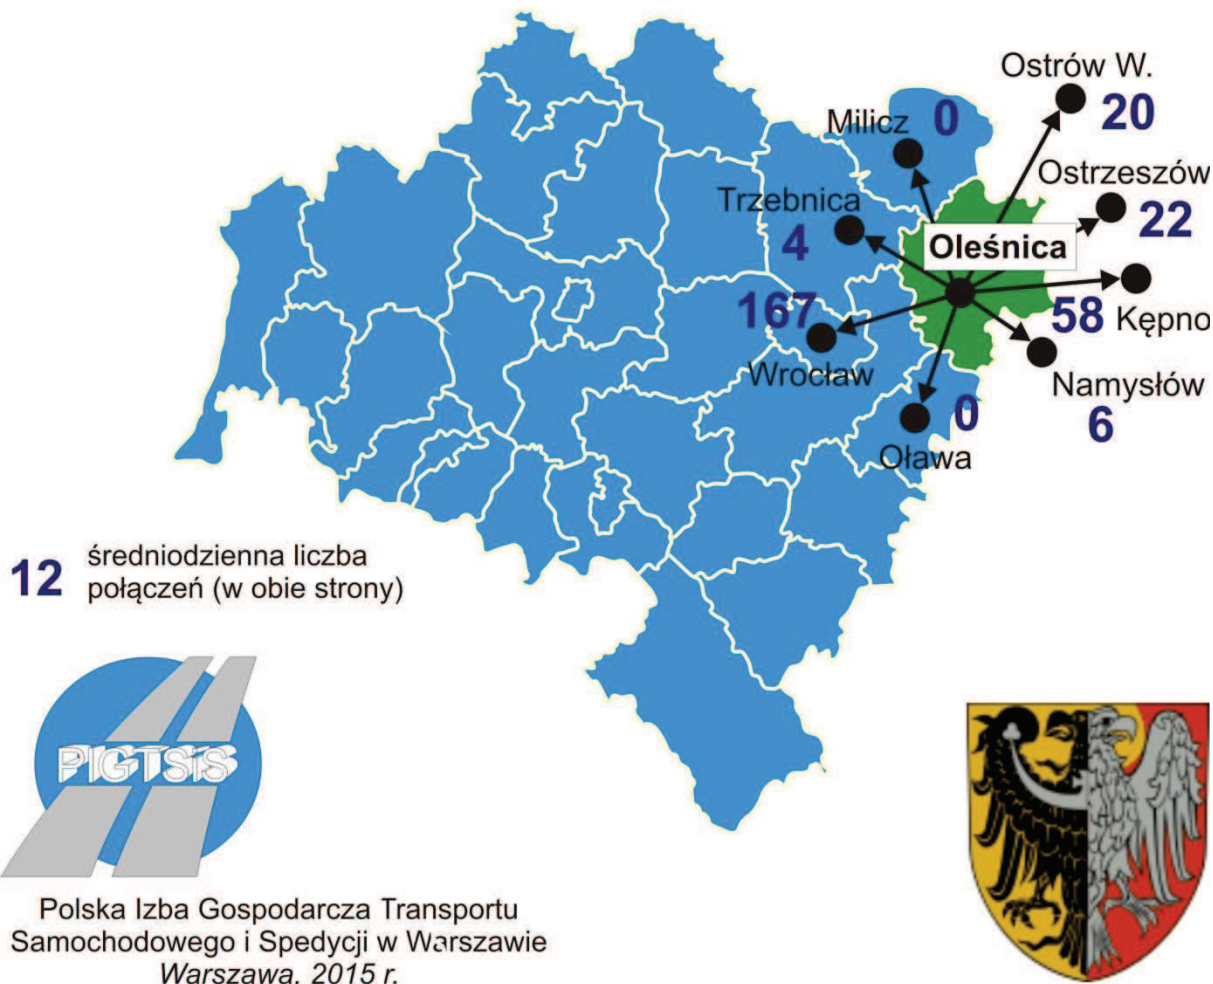 Ostrów W.
20
Milicz 0
Ostrzeszów
22
Trzebnica
4
Oleśnica
167
58 Kępno
Wrocław
Namysłów
6
0
Oława
12 średniodzienna liczba
połączeń (w obie strony)
PIGTSiS
Polska Izba Gospodarcza Transportu
Samochodowego i Spedycji w Warszawie
Warszawa, 2015 r.